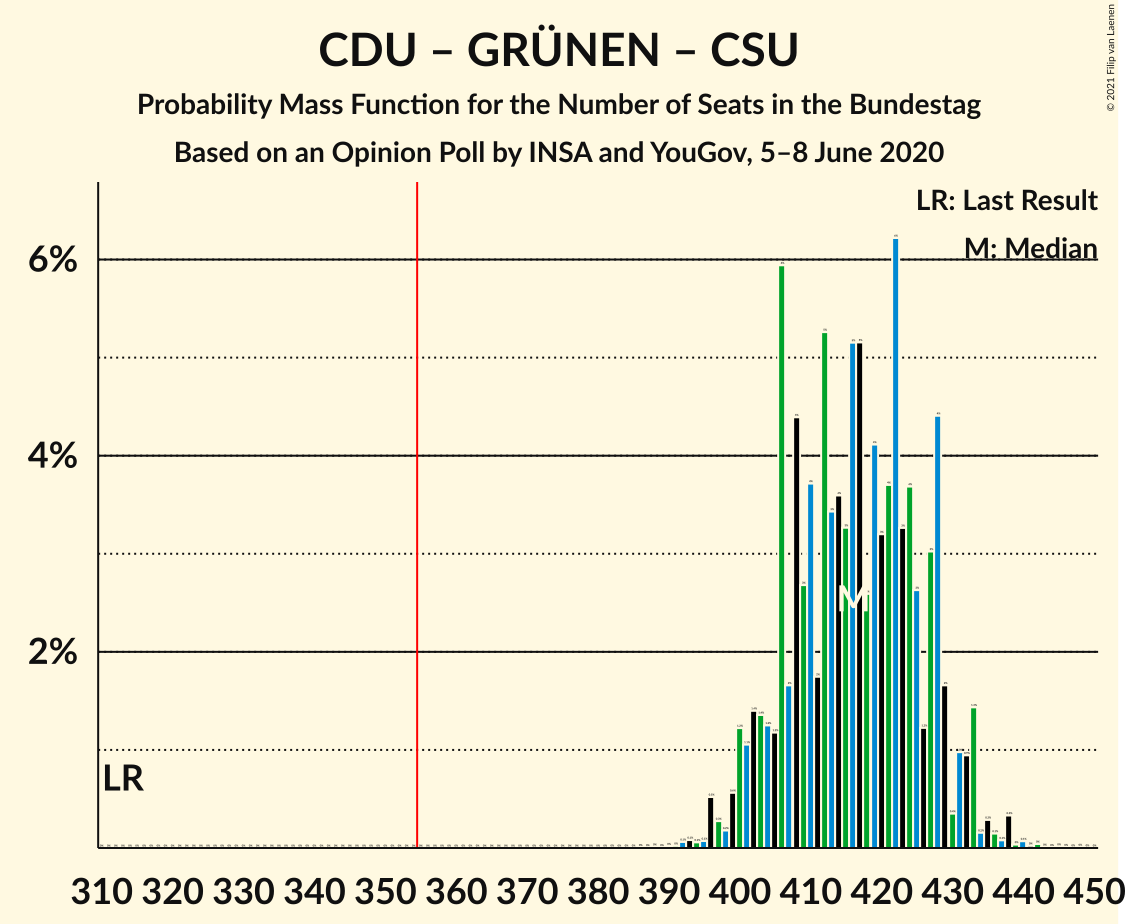 CDU – GRÜNEN – CSU
Probability Mass Function for the Number of Seats in the Bundestag
Based on an Opinion Poll by INSA and YouGov, 5–8 June 2020
© 2021 Filip van Laenen
LR: Last Result
M: Median
6%
4%
2%
LR
M
310 320 330 340 350 360 370 380 390 400 410 420 430 440 450